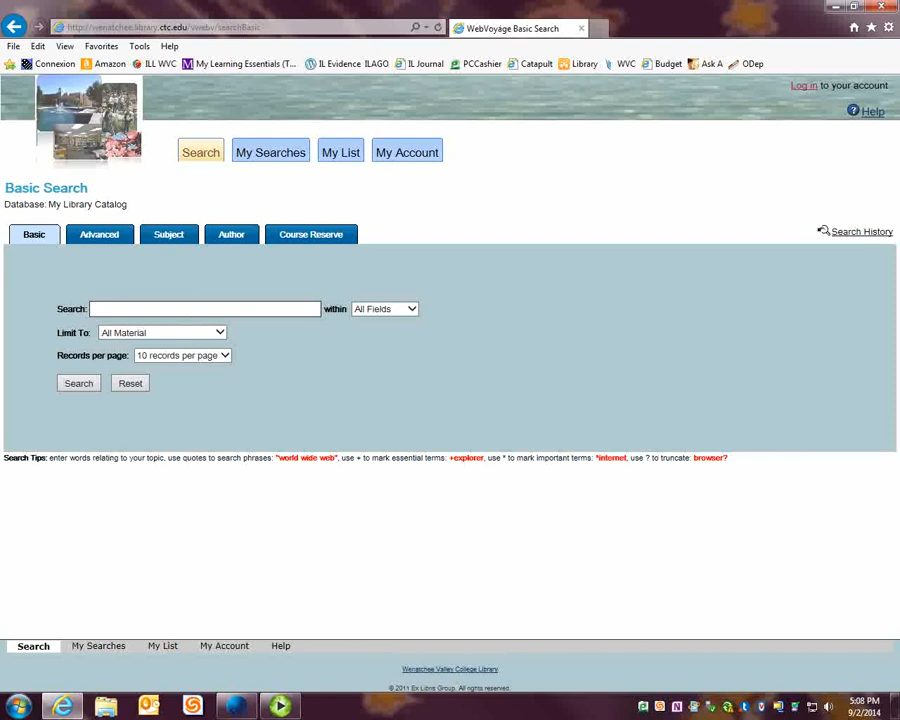 http://wenatchee.library.ctc.edu/vwebv/searchBasic
WebVoyage Basic Search
File Edit View Favorites Tools Help
Connexion Amazon ILL WVC My Learning Essentials (T... IL Evidence ILAGO IL Journal PCCashier Catapult Library WVC Budget Ask A ODep
Log in to your account
Help
Search My Searches My List My Account
Basic Search
Database: My Library Catalog
Basic Advanced Subject Author Course Reserve
Search History
Search: within All Fields
Limit To: All Material
Records per page: 10 records per page
Search Reset
Search Tips: enter words relating to your topic, use quotes to search phrases: "world wide web", use + to mark essential terms: +explorer, use * to mark important terms: *internet, use ? to truncate: browser?
Search My Searches My List My Account Help
Wenatchee Valley College Library
© 2011 Ex Libris Group. All rights reserved.
5:08 PM
9/2/2014